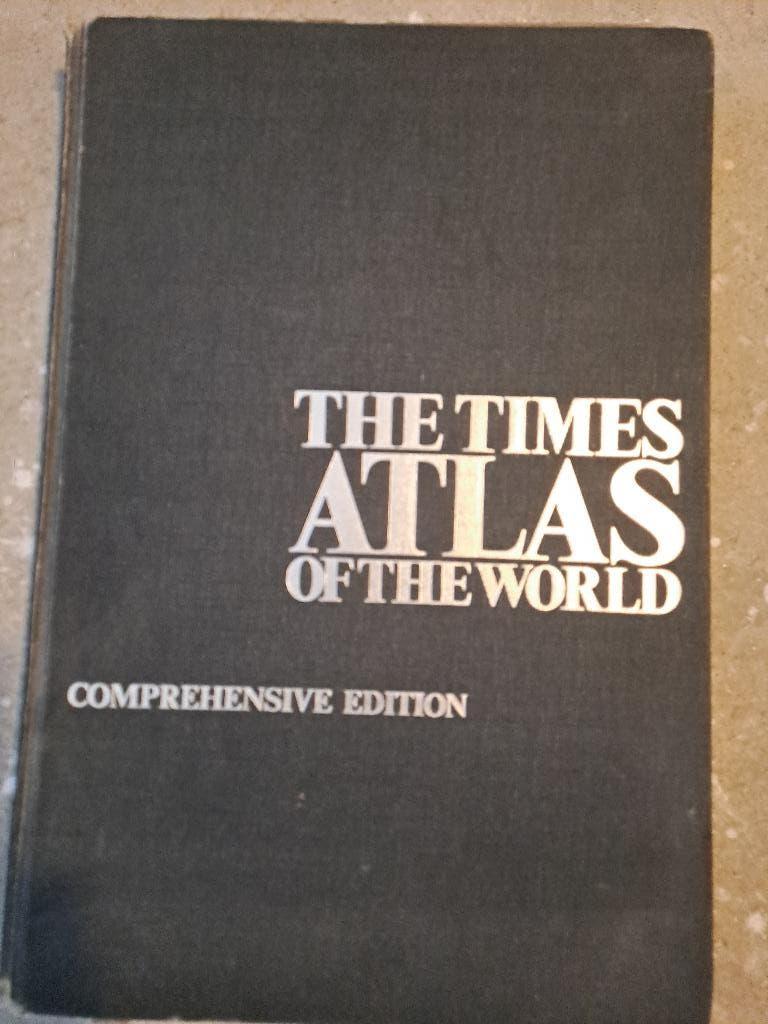 THE TIMES
ATLAS
OF THE WORLD
COMPREHENSIVE EDITION